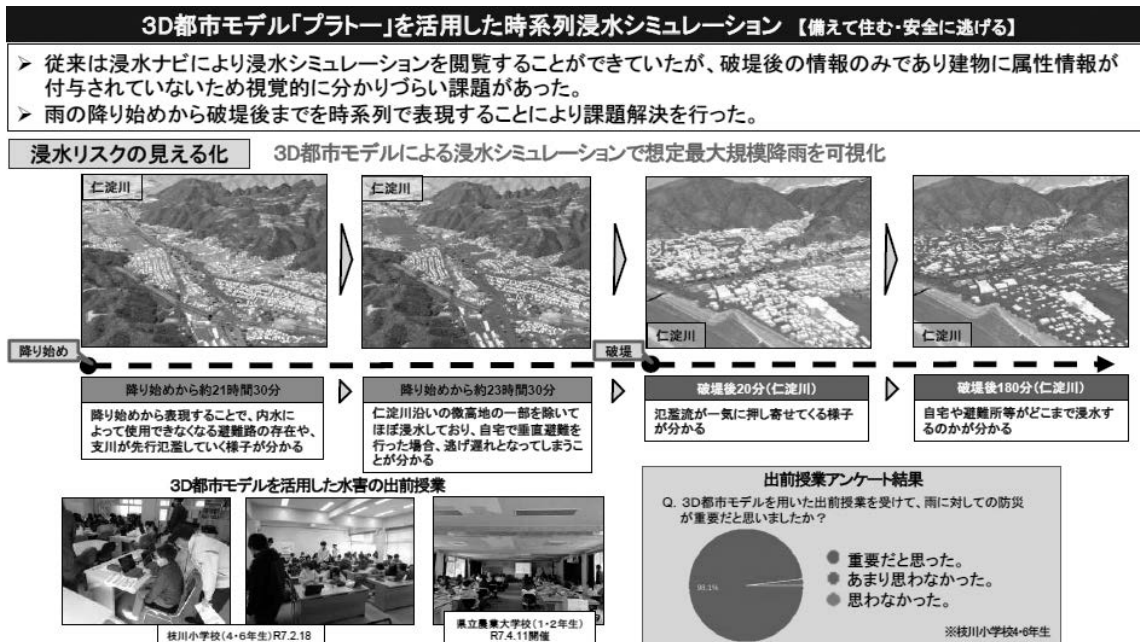 3D都市モデル「プラトー」を活用した時系列浸水シミュレーション 【備えて住む・安全に逃げる】
➢ 従来は浸水ナビにより浸水シミュレーションを閲覧することができていたが、破堤後の情報のみであり建物に属性情報が
付与されていないため視覚的に分かりづらい課題があった。
➢ 雨の降り始めから破堤後までを時系列で表現することにより課題解決を行った。
浸水リスクの見える化
3D都市モデルによる浸水シミュレーションで想定最大規模降雨を可視化
仁淀川
仁淀川
仁淀川
仁淀川
降り始め
破堤
降り始めから約21時間30分
降り始めから表現することで、内水に
よって使用できなくなる避難路の存在や、
支川が先行氾濫していく様子が分かる
降り始めから約23時間30分
仁淀川沿いの微高地の一部を除いて
ほぼ浸水しており、自宅で垂直避難を
行った場合、逃げ遅れとなってしまうこ
とが分かる
破堤後20分(仁淀川)
氾濫流が一気に押し寄せてくる様子
が分かる
破堤後180分(仁淀川)
自宅や避難所等がどこまで浸水す
るのかが分かる
3D都市モデルを活用した水害の出前授業
枝川小学校(4・6年生)R7.2.18
県立農業大学校(1・2年生)
R7.4.11開催
出前授業アンケート結果
Q. 3D都市モデルを用いた出前授業を受けて、雨に対しての防災
が重要だと思いましたか?
98.1%
重要だと思った。
あまり思わなかった。
思わなかった。
※枝川小学校4・6年生